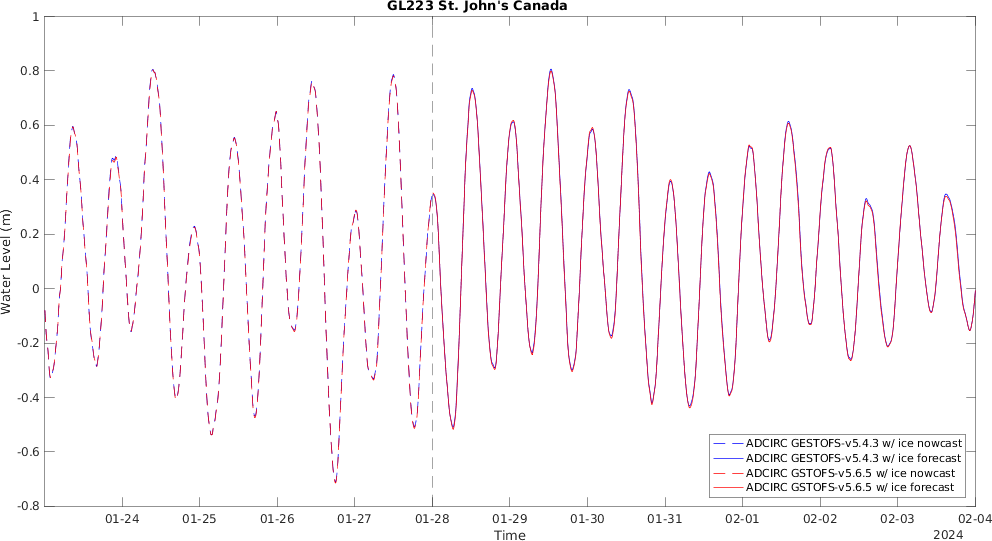 GL223 St. John's Canada
1
0.8
0.6
0.4
0.2
0
-0.2
-0.4
-0.6
-0.8
Water Level (m)
ADCIRC GESTOFS-v5.4.3 w/ ice nowcast
ADCIRC GESTOFS-v5.4.3 w/ ice forecast
ADCIRC GSTOFS-v5.6.5 w/ ice nowcast
ADCIRC GSTOFS-v5.6.5 w/ ice forecast
01-24 01-25 01-26 01-27 01-28 01-29 01-30 01-31 02-01 02-02 02-03 02-04
Time
2024